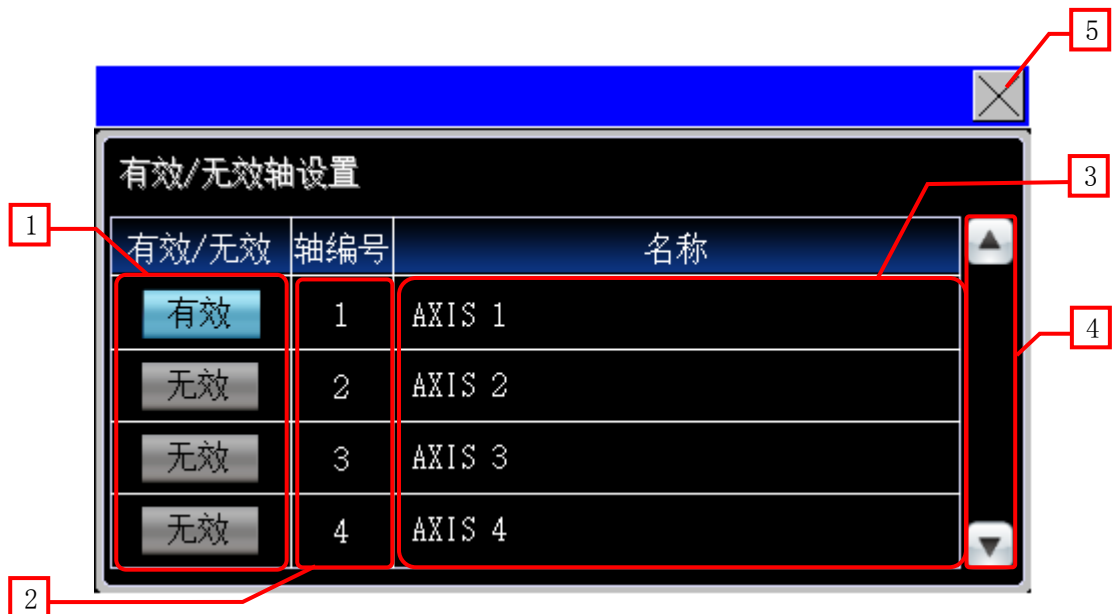 5
有效/无效轴设置
3
1
有效/无效 轴编号 名称
有效 1 AXIS 1
4
无效 2 AXIS 2
无效 3 AXIS 3
无效 4 AXIS 4
2